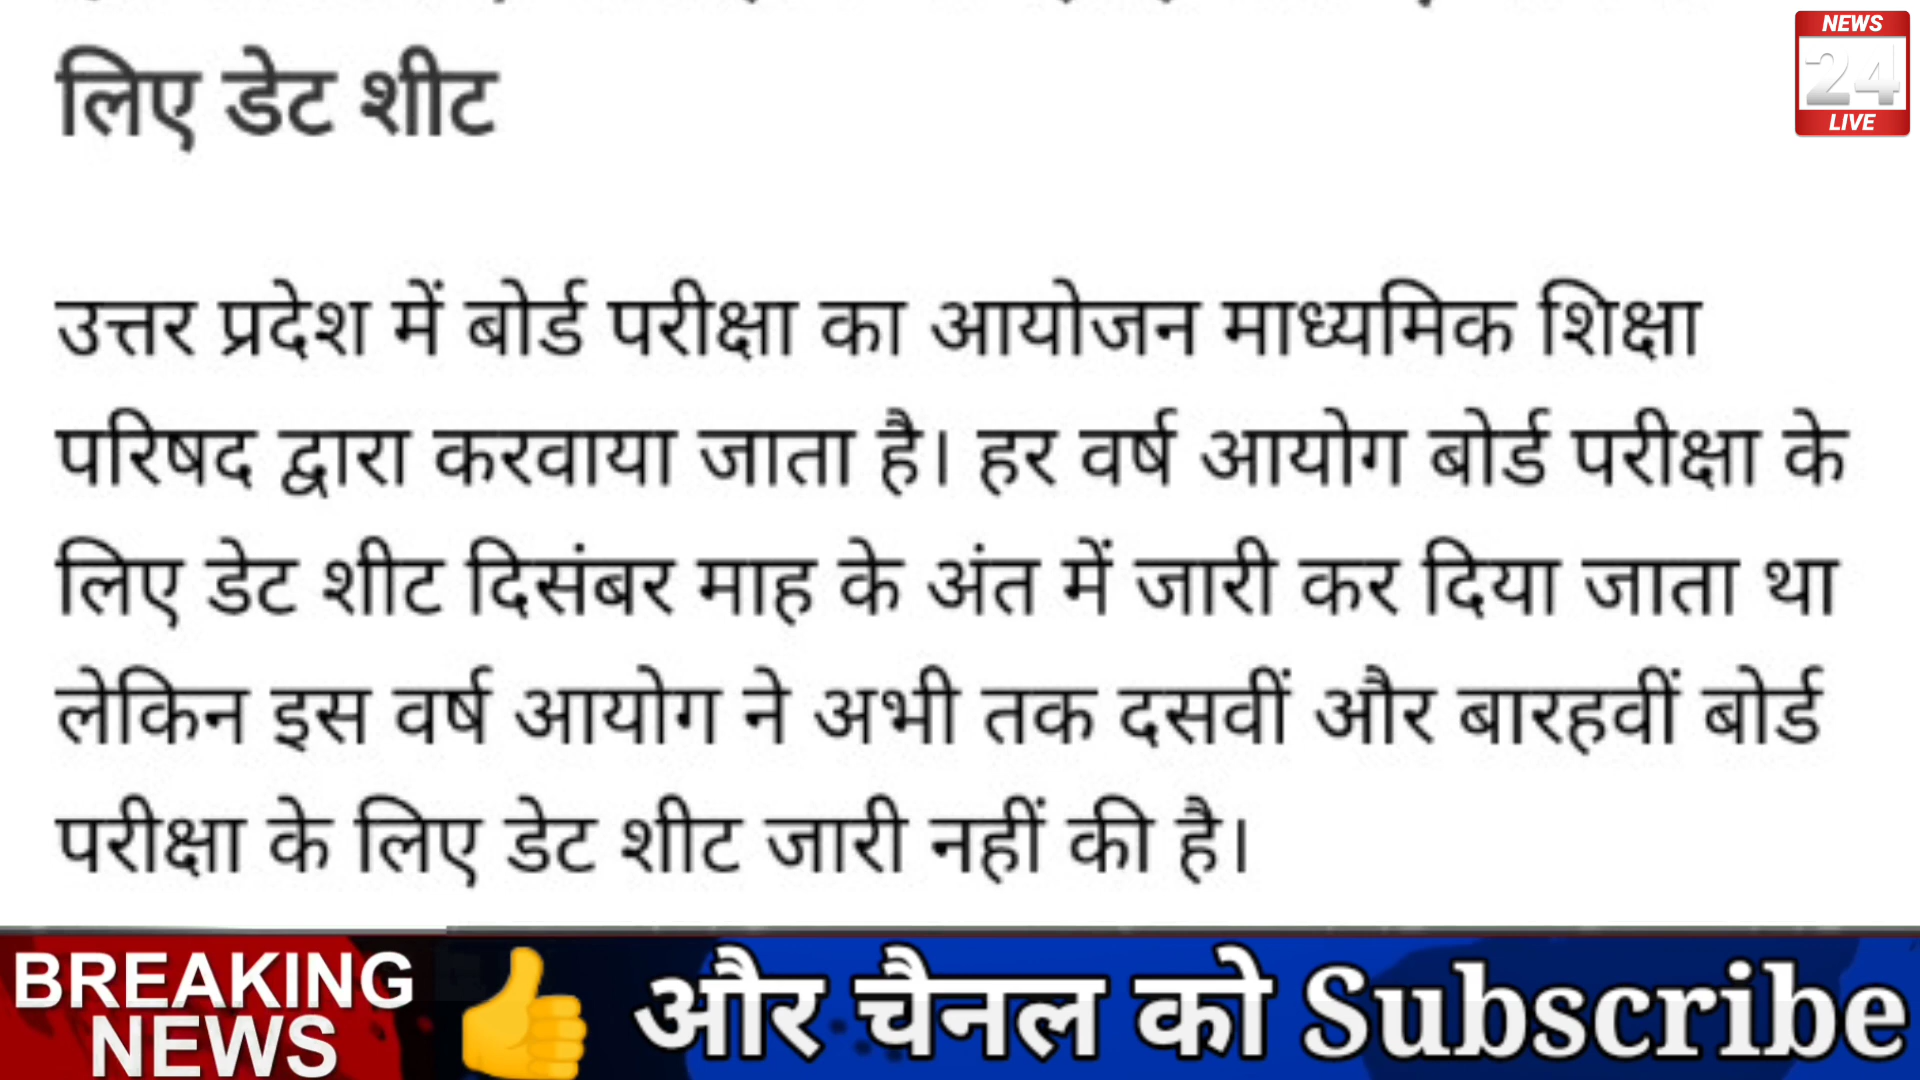 NEWS
24
LIVE
लिए डेट शीट
उत्तर प्रदेश में बोर्ड परीक्षा का आयोजन माध्यमिक शिक्षा
परिषद द्वारा करवाया जाता है। हर वर्ष आयोग बोर्ड परीक्षा के
लिए डेट शीट दिसंबर माह के अंत में जारी कर दिया जाता था
लेकिन इस वर्ष आयोग ने अभी तक दसवीं और बारहवीं बोर्ड
परीक्षा के लिए डेट शीट जारी नहीं की है।
BREAKING
NEWS
और चैनल को Subscribe